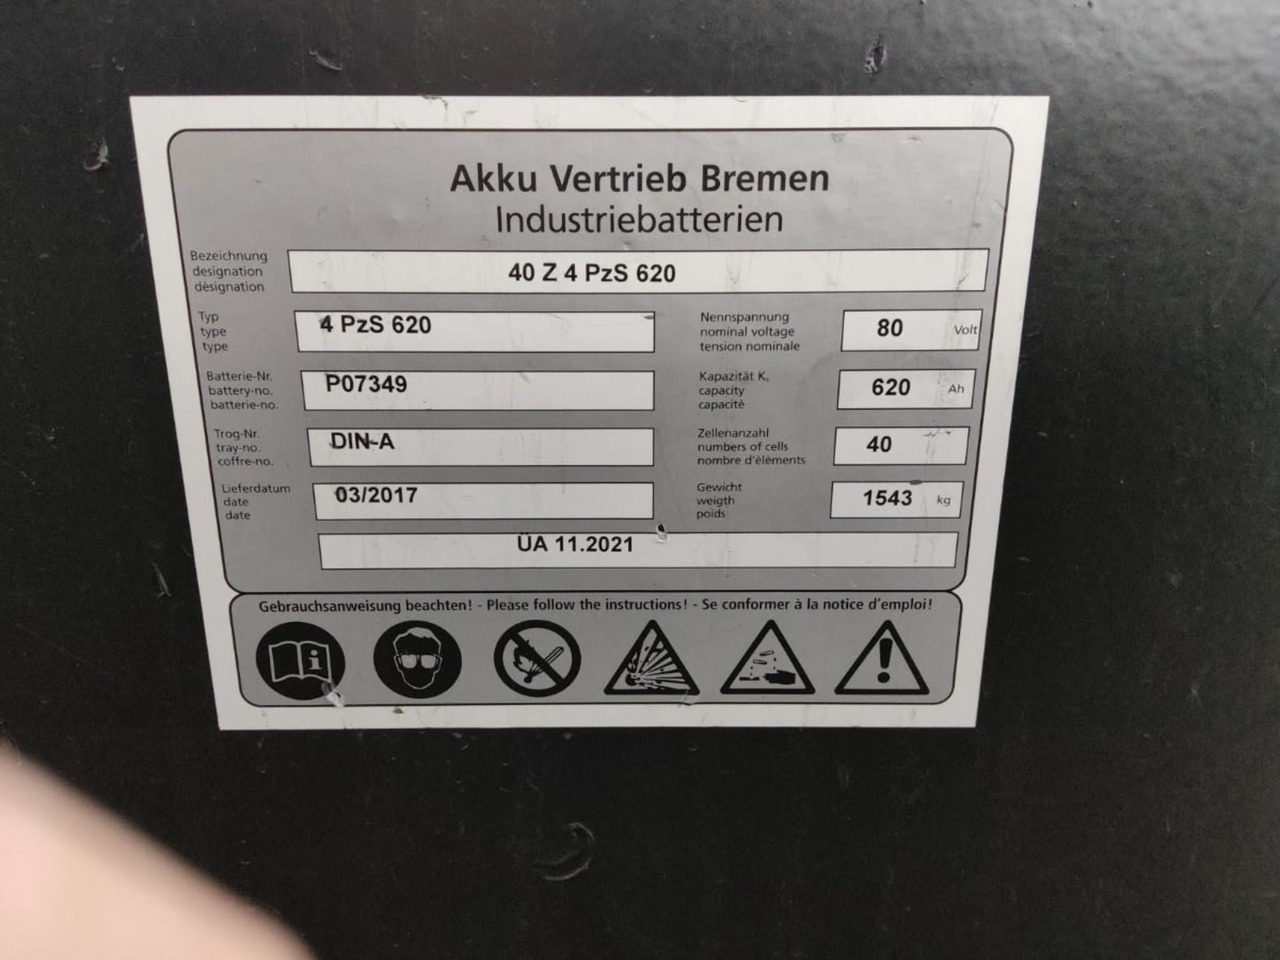 Akku Vertrieb Bremen
Industriebatterien
Bezeichnung
designation
dèsignation
40 Z 4 PzS 620
Typ
type
type
4 PzS 620
Nennspannung
nominal voltage
tension nominale
80 Volt
Batterie-Nr.
battery-no.
batterie-no.
P07349
Kapazität K5
capacity
capacitè
620 Ah
Trog-Nr.
tray-no.
coffre-no.
DIN-A
Zellenanzahl
numbers of cells
nombre d'èlèments
40
Lieferdatum
date
date
03/2017
Gewicht
weigth
poids
1543 kg
ÜA 11.2021
Gebrauchsanweisung beachten! - Please follow the instructions! - Se conformer à la notice d'emploi!